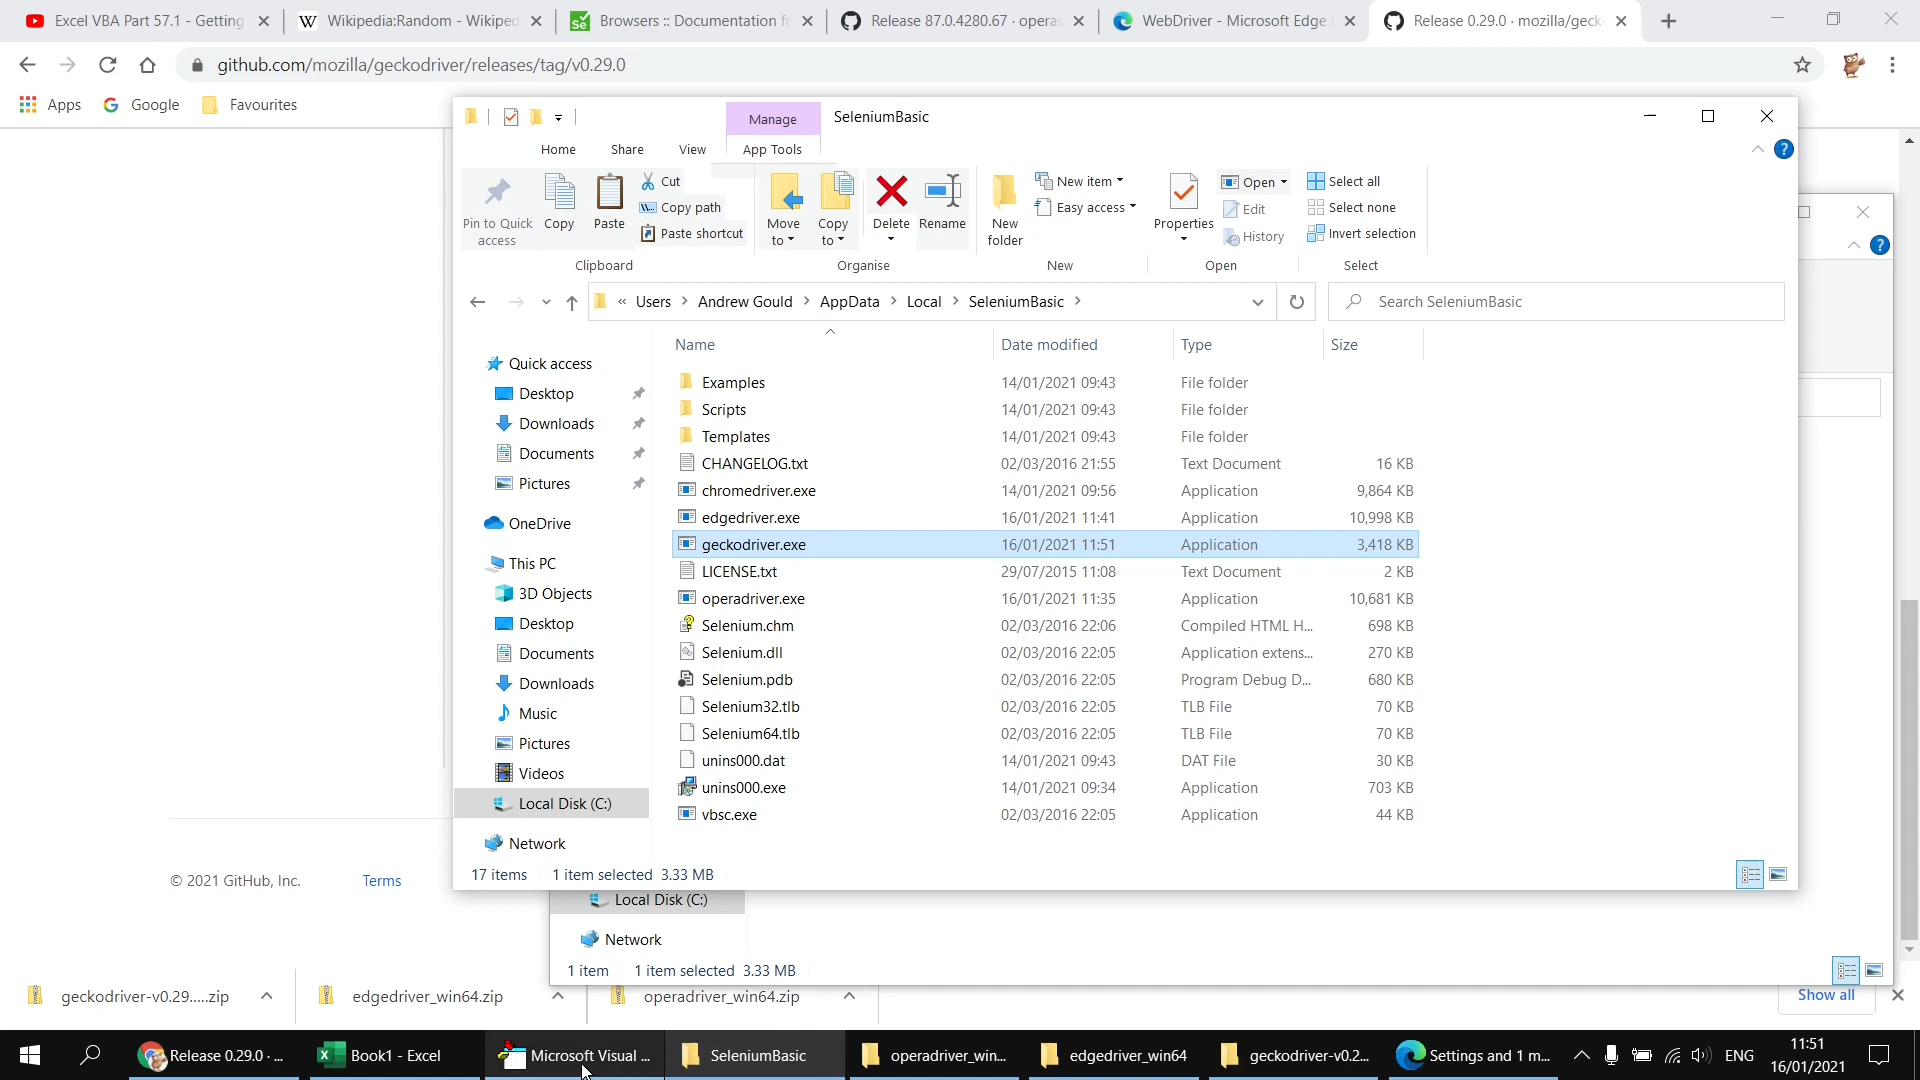 Excel VBA Part 57.1 - Getting
Wikipedia:Random - Wikiped
Browsers :: Documentation fo
Release 87.0.4280.67 · operas
WebDriver - Microsoft Edge
Release 0.29.0 · mozilla/geck
github.com/mozilla/geckodriver/releases/tag/v0.29.0
Apps
Google
Favourites
Manage
SeleniumBasic
Home
Share
View
App Tools
Pin to Quick access
Copy
Paste
Cut
Copy path
Paste shortcut
Move to
Copy to
Delete
Rename
New folder
New item
Easy access
Properties
Open
Edit
History
Select all
Select none
Invert selection
Clipboard
Organise
New
Open
Select
« Users > Andrew Gould > AppData > Local > SeleniumBasic >
Search SeleniumBasic
Name
Date modified
Type
Size
Quick access
Desktop
Downloads
Documents
Pictures
OneDrive
This PC
3D Objects
Desktop
Documents
Downloads
Music
Pictures
Videos
Local Disk (C:)
Network
Examples 14/01/2021 09:43 File folder
Scripts 14/01/2021 09:43 File folder
Templates 14/01/2021 09:43 File folder
CHANGELOG.txt 02/03/2016 21:55 Text Document 16 KB
chromedriver.exe 14/01/2021 09:56 Application 9,864 KB
edgedriver.exe 16/01/2021 11:41 Application 10,998 KB
geckodriver.exe 16/01/2021 11:51 Application 3,418 KB
LICENSE.txt 29/07/2015 11:08 Text Document 2 KB
operadriver.exe 16/01/2021 11:35 Application 10,681 KB
Selenium.chm 02/03/2016 22:06 Compiled HTML H... 698 KB
Selenium.dll 02/03/2016 22:05 Application extens... 270 KB
Selenium.pdb 02/03/2016 22:05 Program Debug D... 680 KB
Selenium32.tlb 02/03/2016 22:05 TLB File 70 KB
Selenium64.tlb 02/03/2016 22:05 TLB File 70 KB
unins000.dat 14/01/2021 09:43 DAT File 30 KB
unins000.exe 14/01/2021 09:34 Application 703 KB
vbsc.exe 02/03/2016 22:05 Application 44 KB
17 items 1 item selected 3.33 MB
© 2021 GitHub, Inc.
Terms
Local Disk (C:)
Network
1 item 1 item selected 3.33 MB
geckodriver-v0.29.....zip
edgedriver_win64.zip
operadriver_win64.zip
Show all
Release 0.29.0 · ...
Book1 - Excel
Microsoft Visual ...
SeleniumBasic
operadriver_win...
edgedriver_win64
geckodriver-v0.2...
Settings and 1 m...
ENG
11:51
16/01/2021